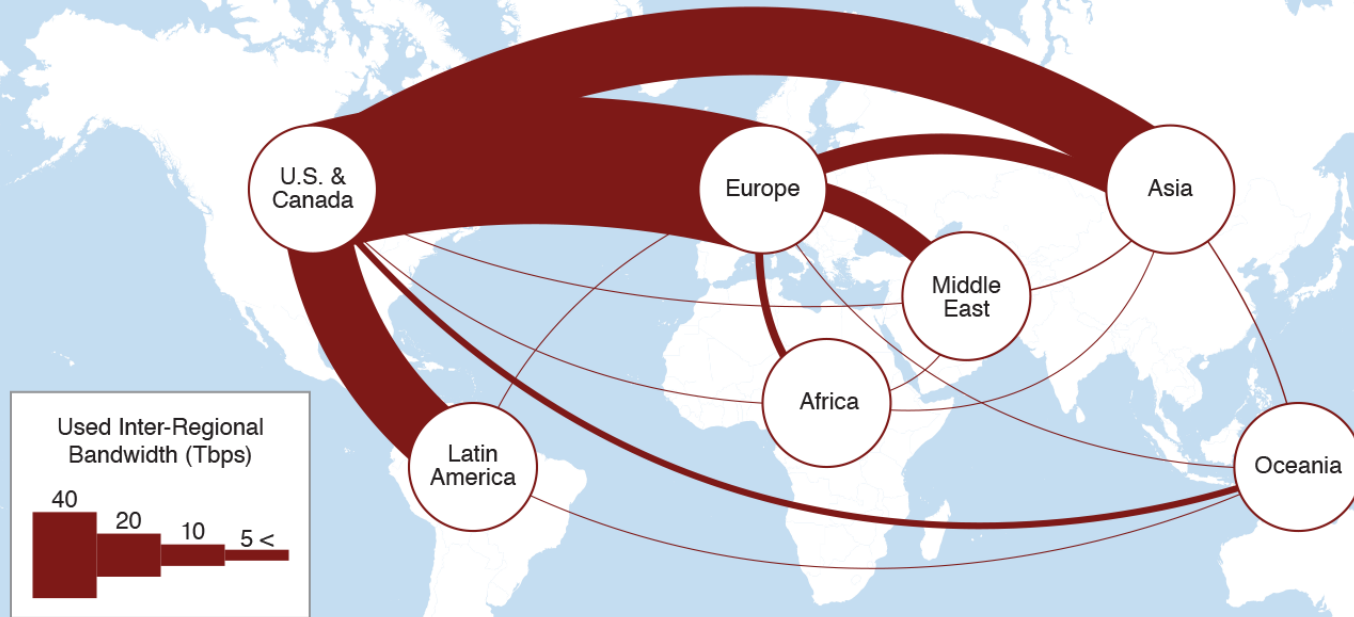 U.S. &
Canada
Europe
Asia
Middle
East
Africa
Latin
America
Oceania
Used Inter-Regional
Bandwidth (Tbps)
40
20
10
5 <